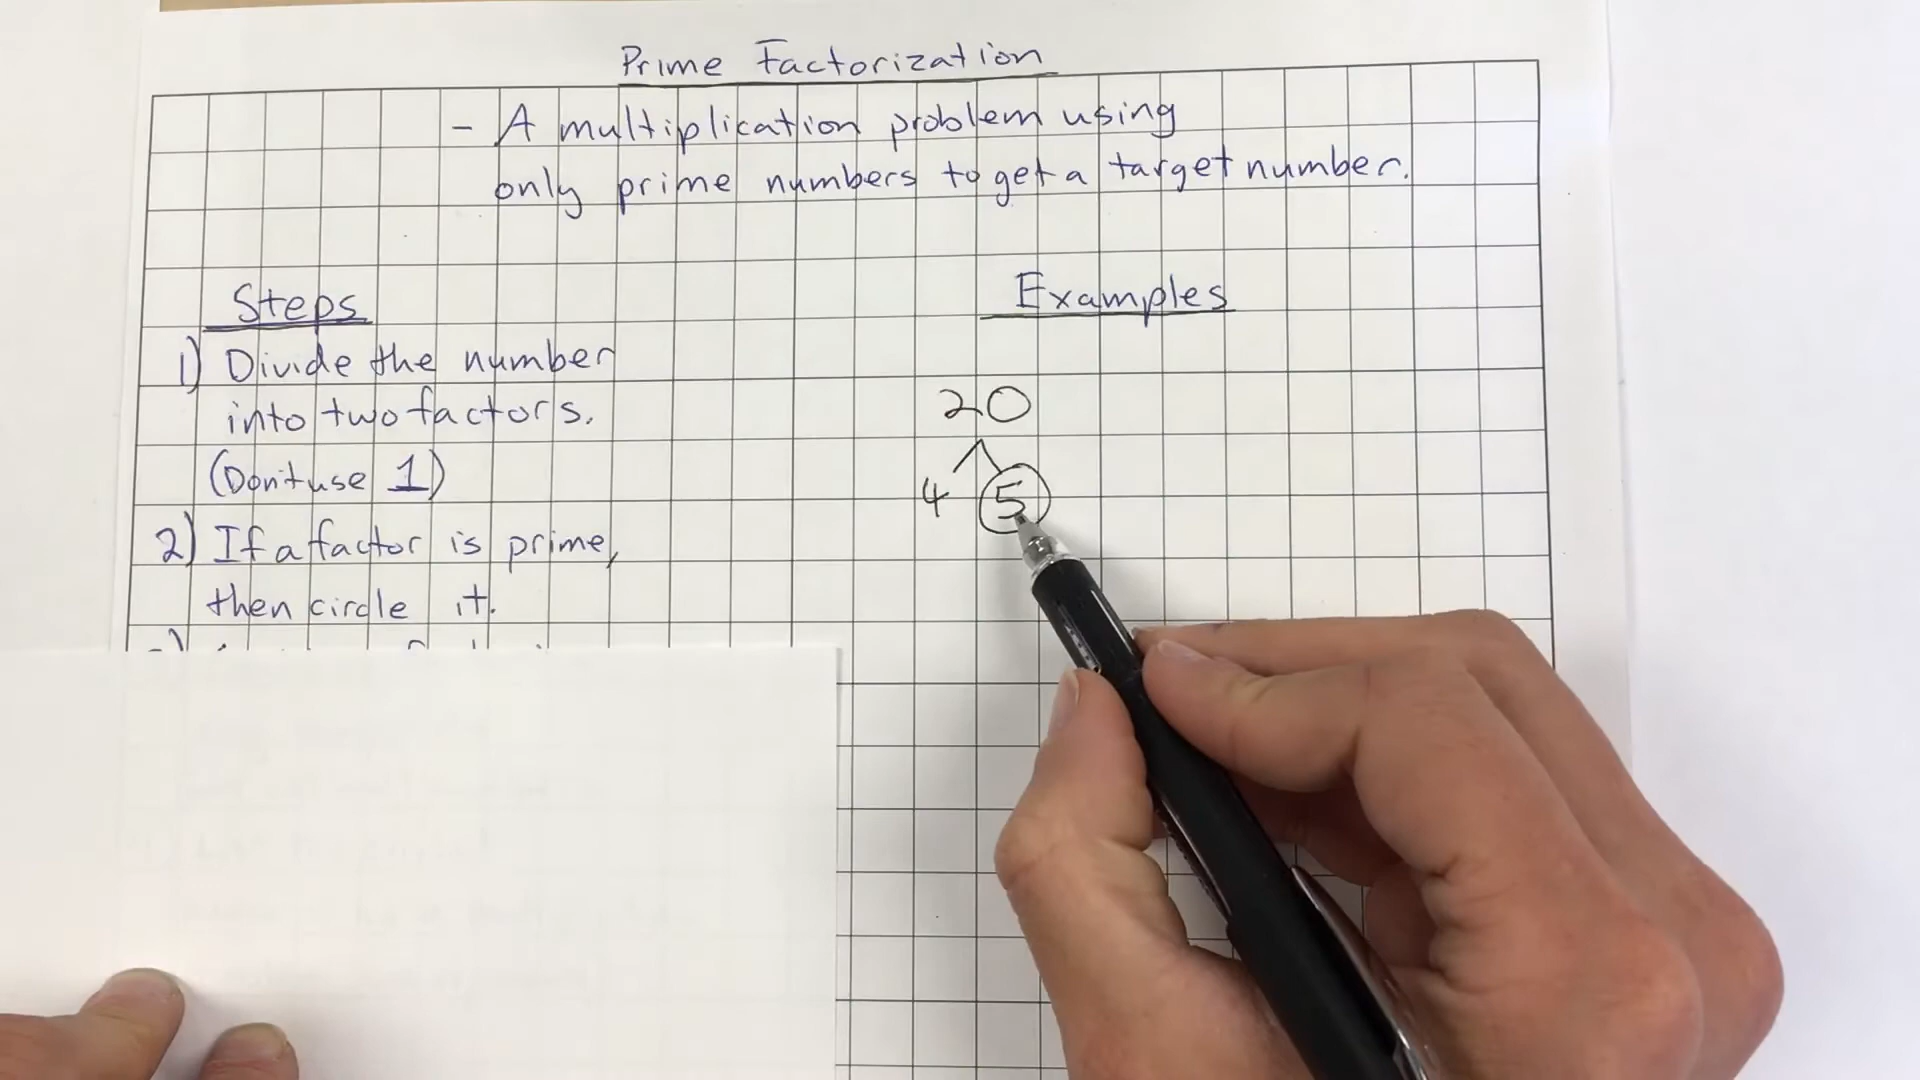 Prime Factorization
- A multiplication problem using
only prime numbers to get a target number.
Steps
Examples
1) Divide the number
into two factors.
(Don't use 1)
2) If a factor is prime,
then circle it.
20
4 5